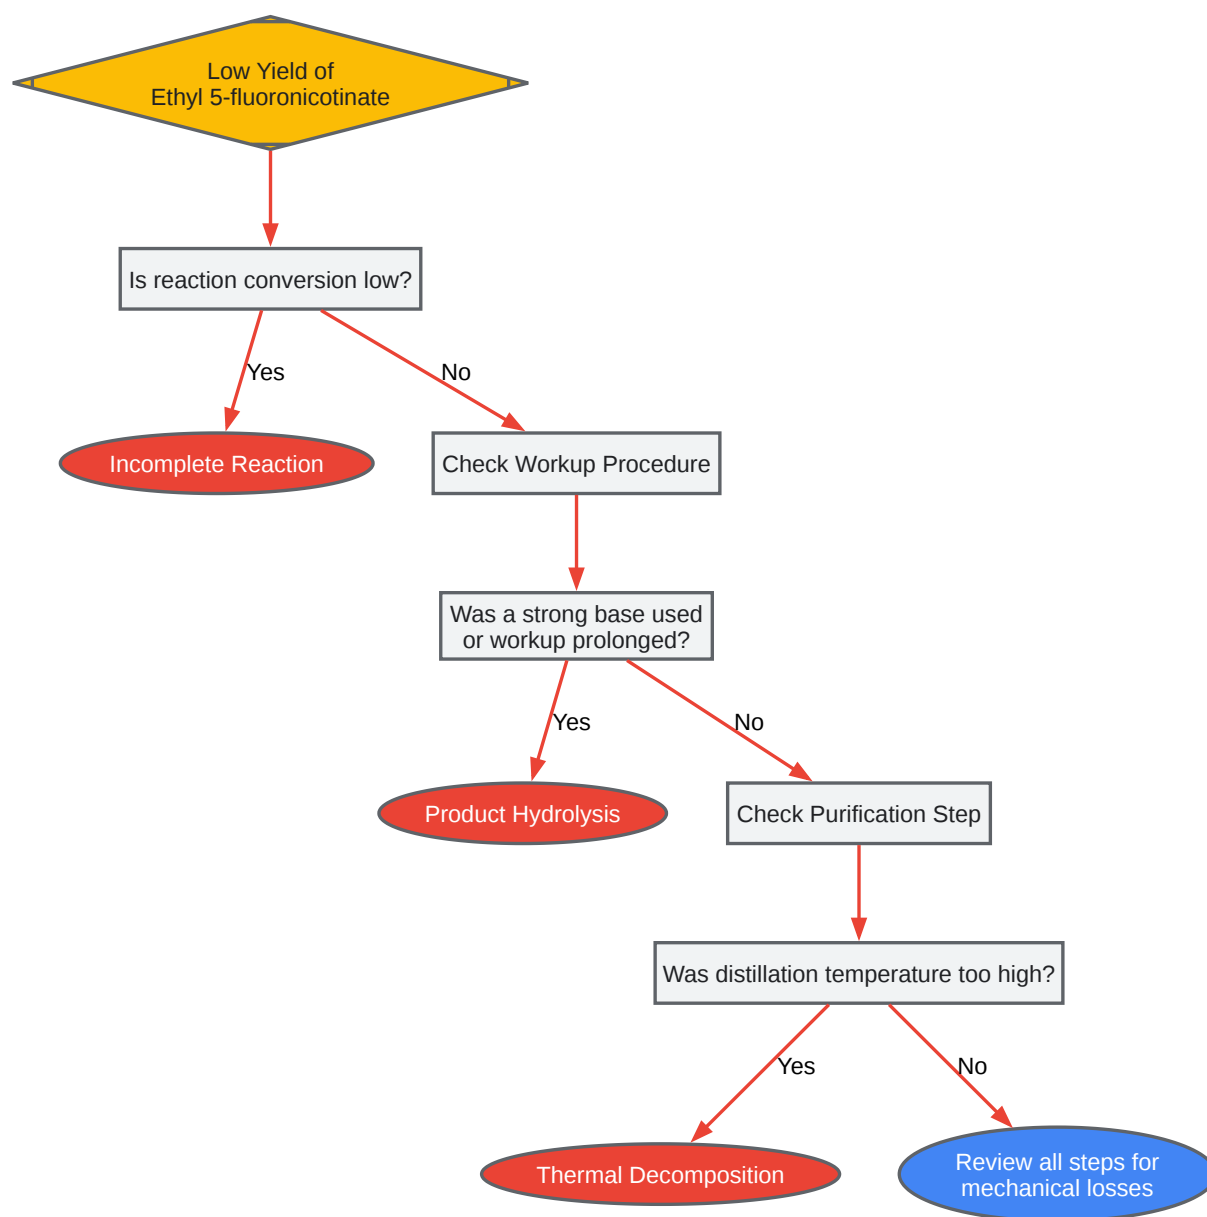 Low Yield of
Ethyl 5-fluoronicotinate
Is reaction conversion low?
Yes
No
Incomplete Reaction
Check Workup Procedure
Was a strong base used
or workup prolonged?
Yes
No
Product Hydrolysis
Check Purification Step
Was distillation temperature too high?
Yes
No
Thermal Decomposition
Review all steps for
mechanical losses